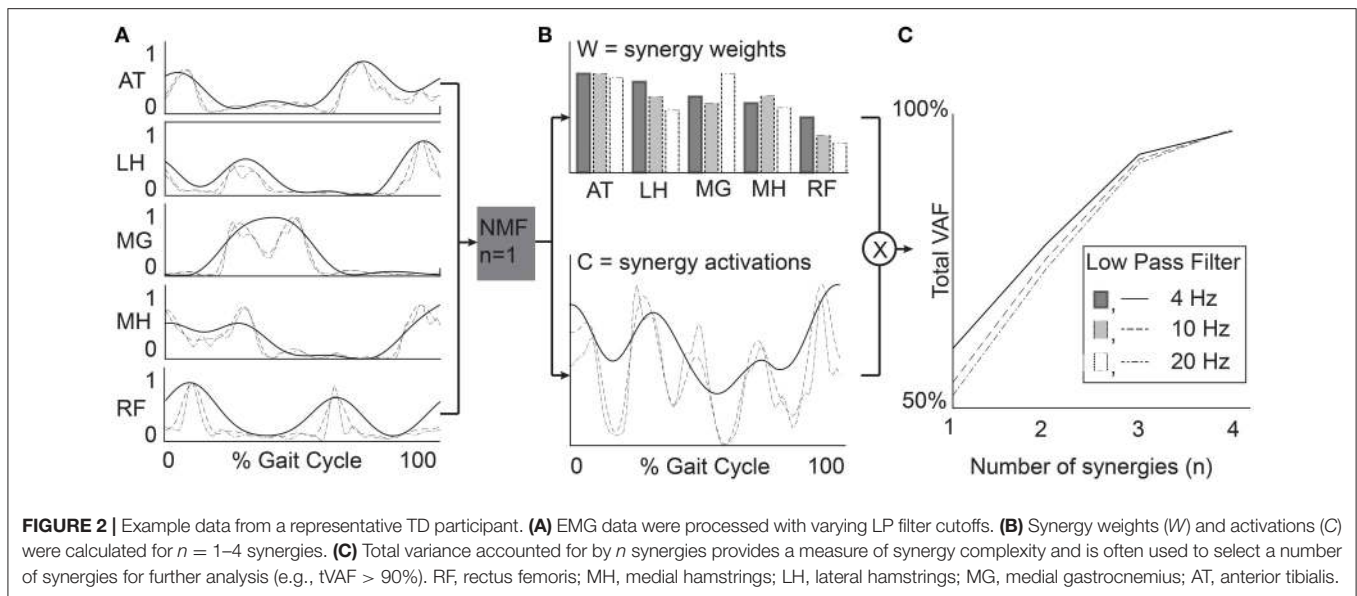 A
1
AT
0
1
LH
0
1
MG
0
1
MH
0
1
RF
0
0 % Gait Cycle 100
NMF
n=1
B
W = synergy weights
AT LH MG MH RF
C = synergy activations
0 % Gait Cycle 100
X
C
100%
Total VAF
50%
1 2 3 4
Number of synergies (n)
Low Pass Filter
, 4 Hz
, 10 Hz
, 20 Hz
FIGURE 2 | Example data from a representative TD participant. (A) EMG data were processed with varying LP filter cutoffs. (B) Synergy weights (W) and activations (C)
were calculated for n = 1–4 synergies. (C) Total variance accounted for by n synergies provides a measure of synergy complexity and is often used to select a number
of synergies for further analysis (e.g., tVAF > 90%). RF, rectus femoris; MH, medial hamstrings; LH, lateral hamstrings; MG, medial gastrocnemius; AT, anterior tibialis.